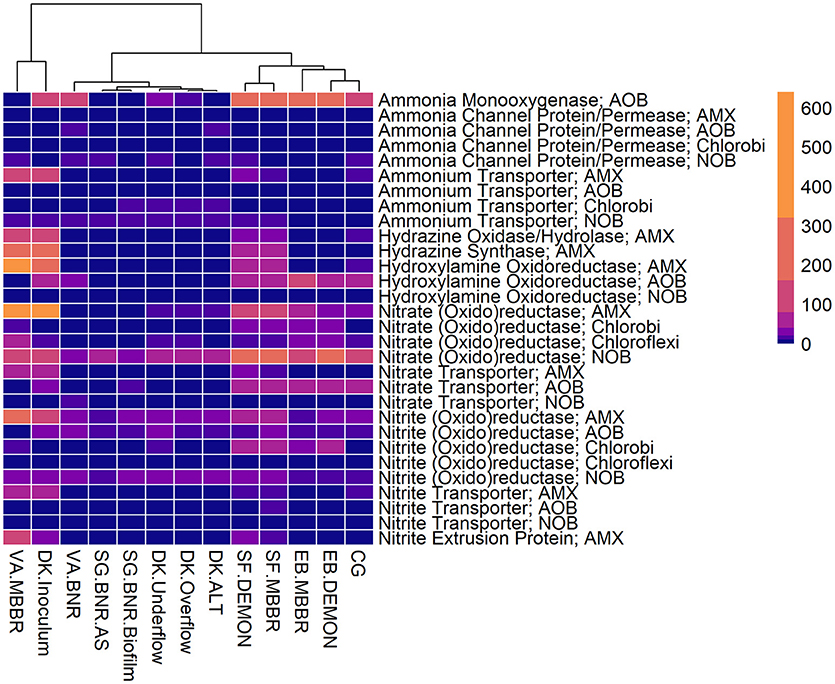 Ammonia Monooxygenase; AOB
Ammonia Channel Protein/Permease; AMX
Ammonia Channel Protein/Permease; AOB
Ammonia Channel Protein/Permease; Chlorobi
Ammonia Channel Protein/Permease; NOB
Ammonium Transporter; AMX
Ammonium Transporter; AOB
Ammonium Transporter; Chlorobi
Ammonium Transporter; NOB
Hydrazine Oxidase/Hydrolase; AMX
Hydrazine Synthase; AMX
Hydroxylamine Oxidoreductase; AMX
Hydroxylamine Oxidoreductase; AOB
Hydroxylamine Oxidoreductase; NOB
Nitrate (Oxido)reductase; AMX
Nitrate (Oxido)reductase; Chlorobi
Nitrate (Oxido)reductase; Chloroflexi
Nitrate (Oxido)reductase; NOB
Nitrate Transporter; AMX
Nitrate Transporter; AOB
Nitrate Transporter; NOB
Nitrite (Oxido)reductase; AMX
Nitrite (Oxido)reductase; AOB
Nitrite (Oxido)reductase; Chlorobi
Nitrite (Oxido)reductase; Chloroflexi
Nitrite (Oxido)reductase; NOB
Nitrite Transporter; AMX
Nitrite Transporter; AOB
Nitrite Transporter; NOB
Nitrite Extrusion Protein; AMX
600
500
400
300
200
100
0
VA.MBBR
DK.Inoculum
VA.BNR
SG.BNR.AS
SG.BNR.Biofilm
DK.Underflow
DK.Overflow
DK.ALT
SF.DEMON
SF.MBBR
EB.MBBR
EB.DEMON
CG